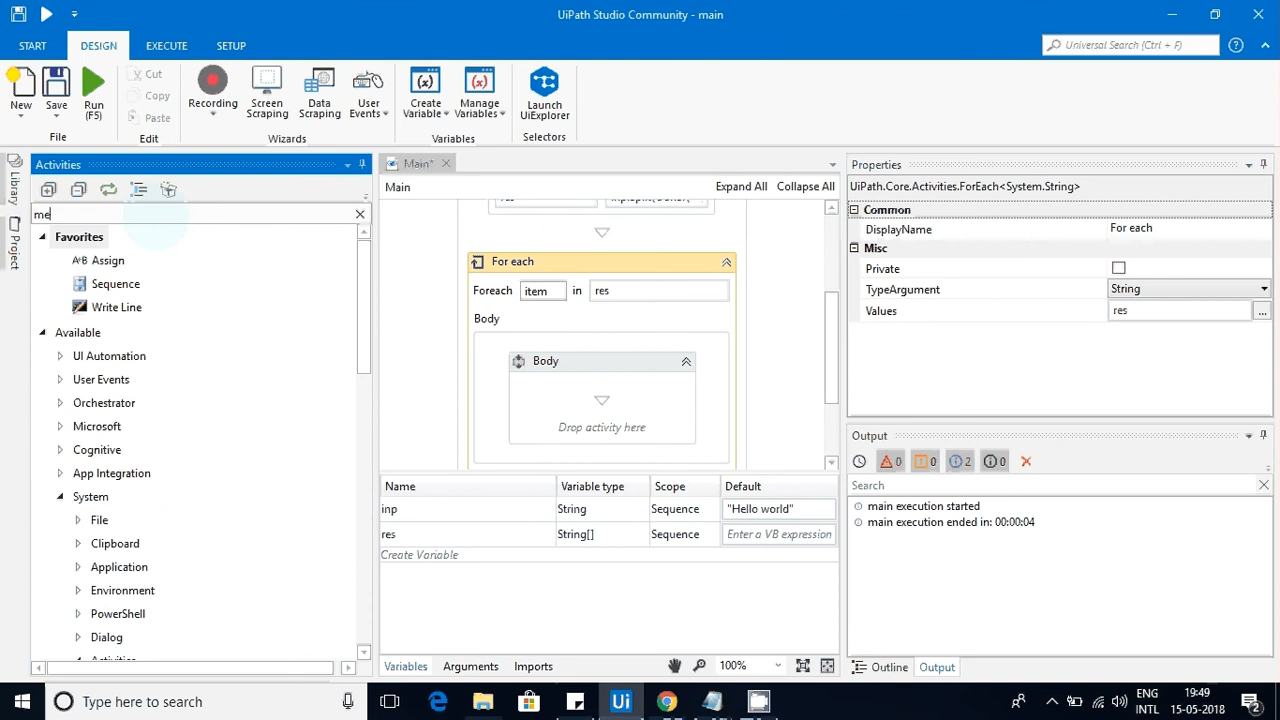 UiPath Studio Community - main
START DESIGN EXECUTE SETUP
Universal Search (Ctrl + F)
New Save Run (F5)
Cut
Copy
Paste
Recording Screen Scraping Data Scraping User Events
Create Variable Manage Variables
Launch UiExplorer
File Edit Wizards Variables Selectors
Library
Project
Activities
me
Favorites
A+B Assign
Sequence
Write Line
Available
UI Automation
User Events
Orchestrator
Microsoft
Cognitive
App Integration
System
File
Clipboard
Application
Environment
PowerShell
Dialog
Main*
Main Expand All Collapse All
For each
Foreach item in res
Body
Body
Drop activity here
Name Variable type Scope Default
inp String Sequence "Hello world"
res String[] Sequence Enter a VB expression
Create Variable
Variables Arguments Imports 100%
Properties
UiPath.Core.Activities.ForEach<System.String>
Common
DisplayName For each
Misc
Private
TypeArgument String
Values res ...
Output
0 0 2 0
Search
main execution started
main execution ended in: 00:00:04
Outline Output
Type here to search
Ui
ENG
INTL
19:49
15-05-2018
2